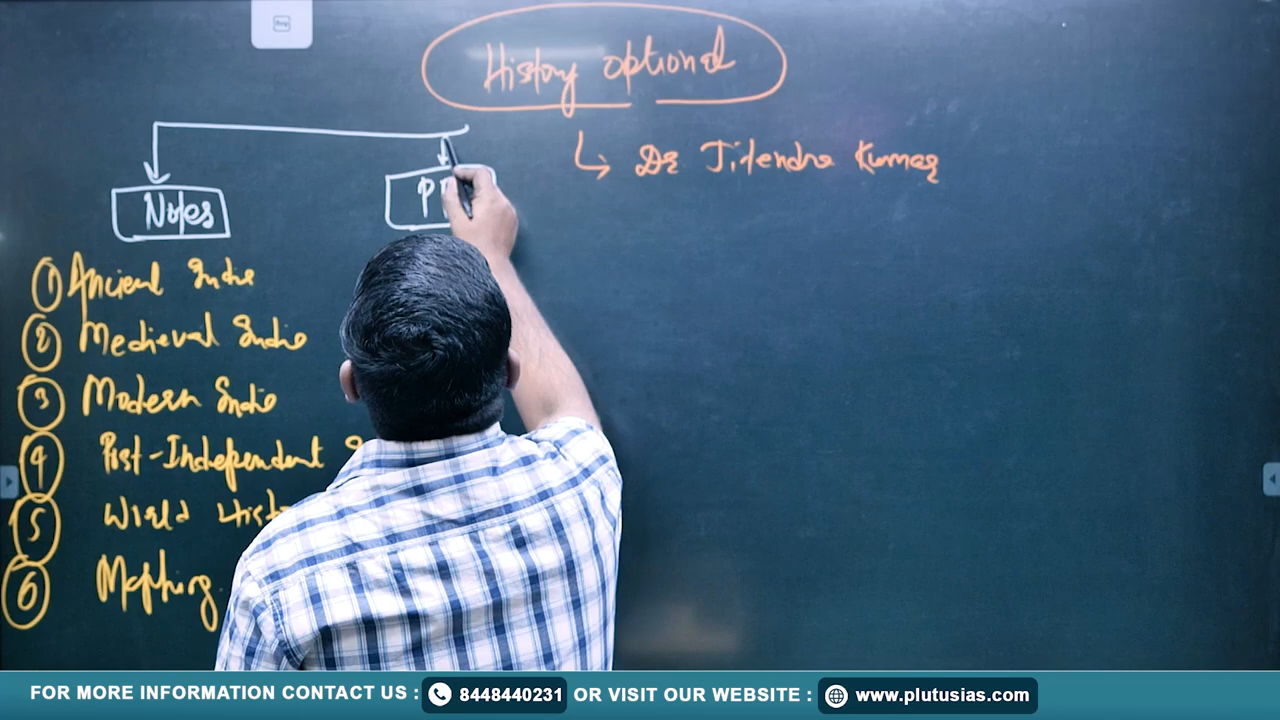 History optional
↳ Dr Jitendra Kumar
Notes
① Ancient India
② Medieval India
③ Modern India
④ Post-Independent
⑤ World
⑥ Mapping
FOR MORE INFORMATION CONTACT US : 8448440231 OR VISIT OUR WEBSITE : www.plutusias.com